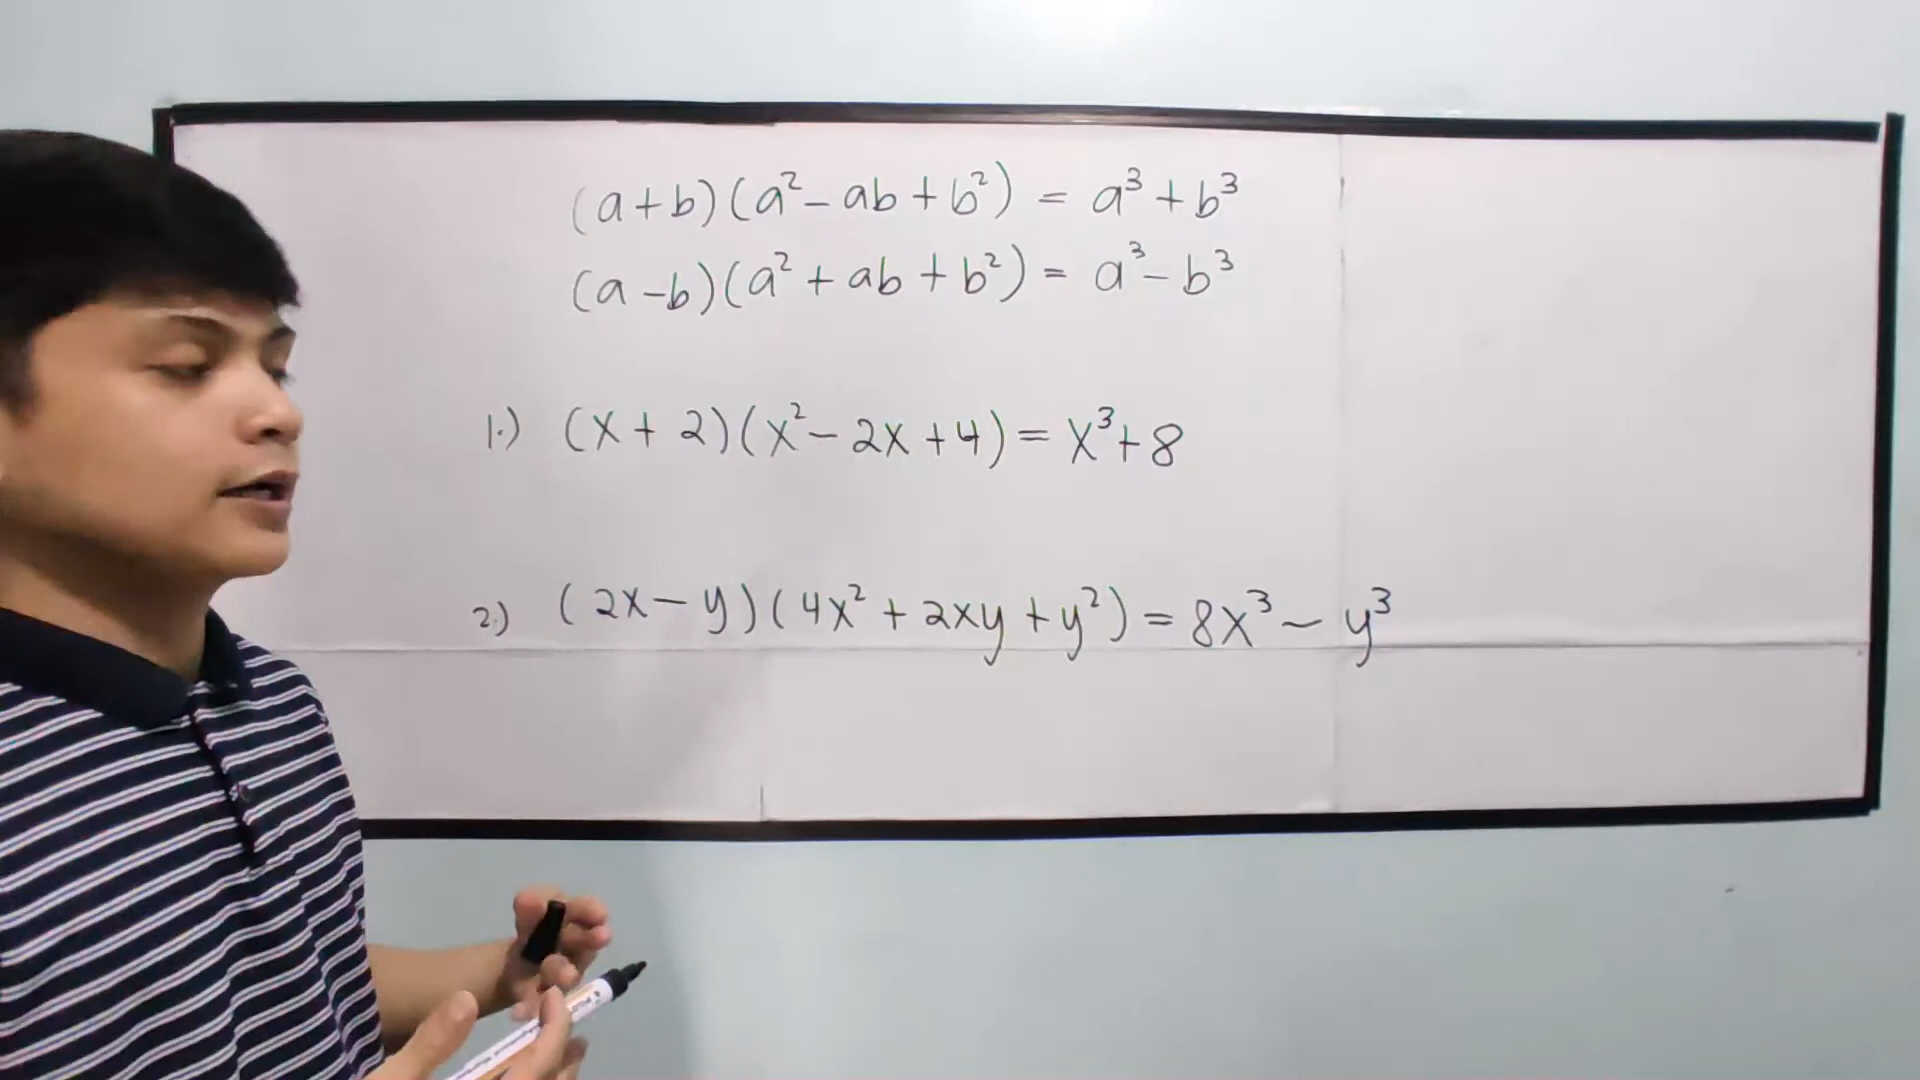 (a+b)(a²-ab+b²) = a³+b³
(a-b)(a²+ab+b²) = a³-b³
1.) (x+2)(x²-2x+4) = x³+8
2.) (2x-y)(4x²+2xy+y²) = 8x³-y³